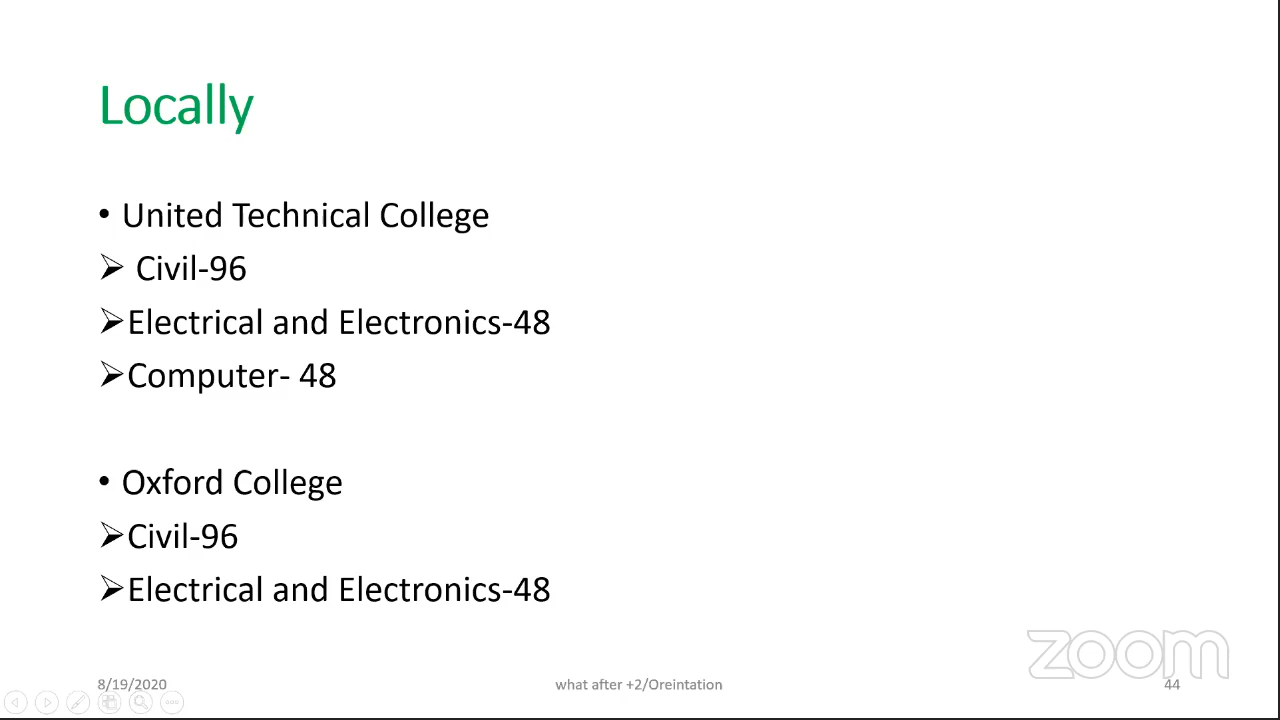 Locally
• United Technical College
➢ Civil-96
➢Electrical and Electronics-48
➢Computer- 48
• Oxford College
➢Civil-96
➢Electrical and Electronics-48
zoom
8/19/2020
what after +2/Oreintation
44